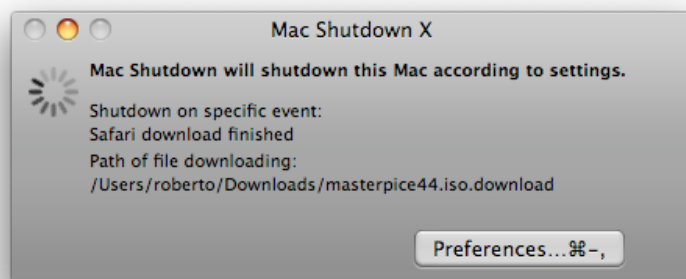 Mac Shutdown X
Mac Shutdown will shutdown this Mac according to settings.
Shutdown on specific event:
Safari download finished
Path of file downloading:
/Users/roberto/Downloads/masterpice44.iso.download
Preferences...⌘-,